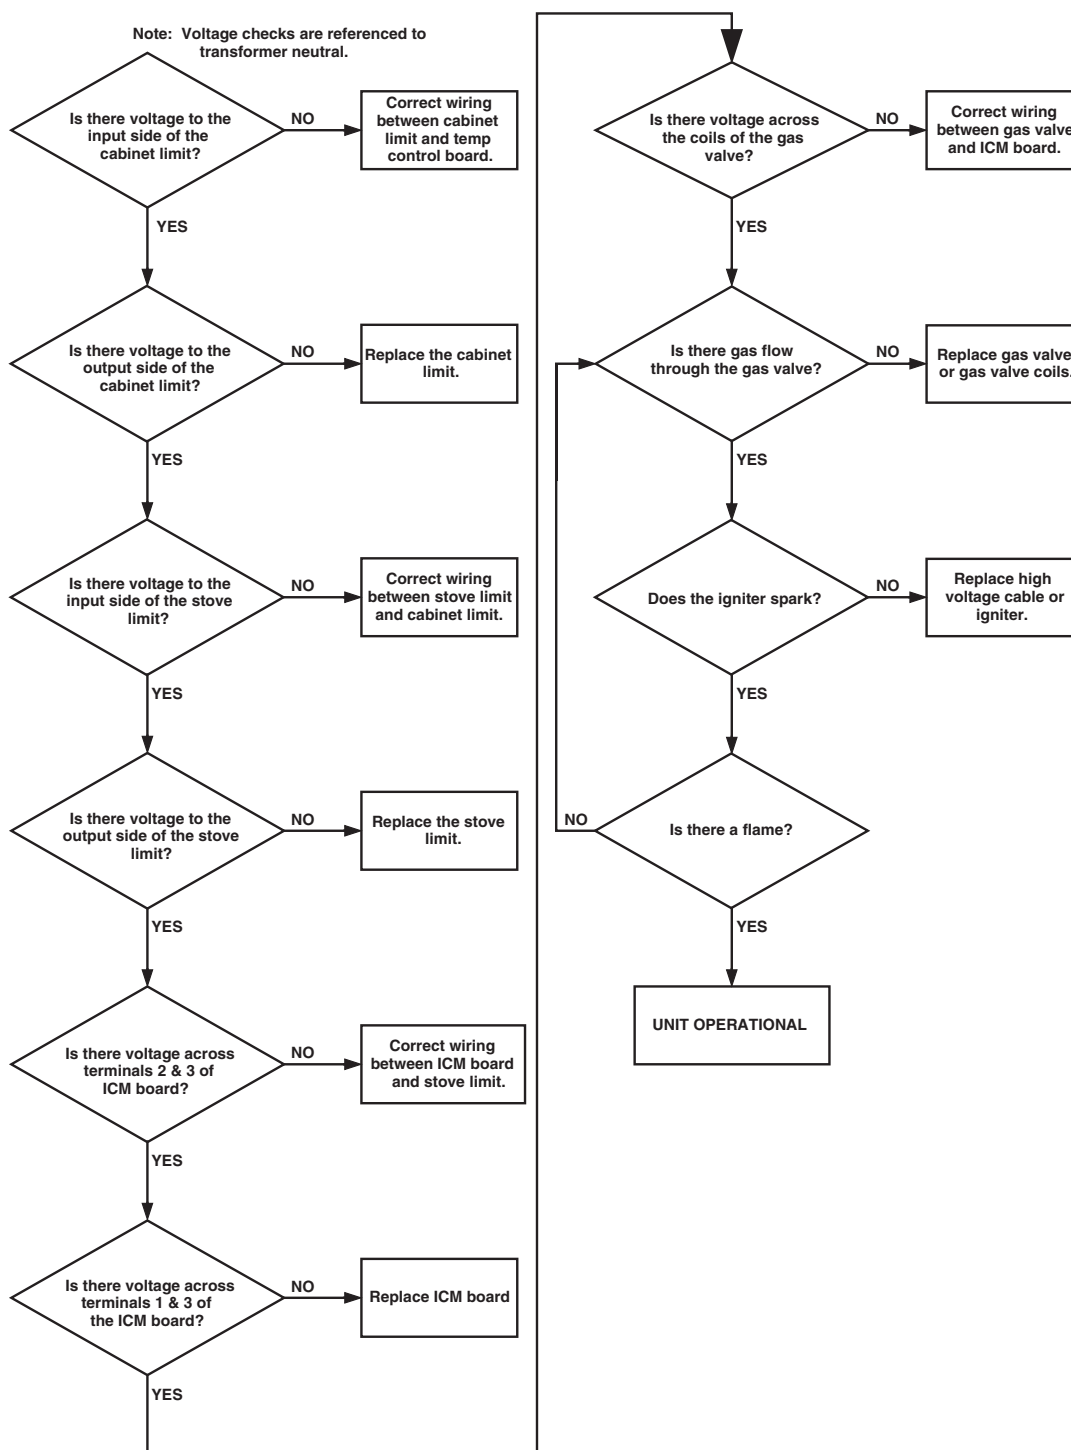 Note: Voltage checks are referenced to
transformer neutral.
Is there voltage to the
input side of the
cabinet limit?
NO
Correct wiring
between cabinet
limit and temp
control board.
YES
Is there voltage to the
output side of the
cabinet limit?
NO
Replace the cabinet
limit.
YES
Is there voltage to the
input side of the stove
limit?
NO
Correct wiring
between stove limit
and cabinet limit.
YES
Is there voltage to the
output side of the stove
limit?
NO
Replace the stove
limit.
YES
Is there voltage across
terminals 2 & 3 of
ICM board?
NO
Correct wiring
between ICM board
and stove limit.
YES
Is there voltage across
terminals 1 & 3 of
the ICM board?
NO
Replace ICM board
YES
Is there voltage across
the coils of the gas
valve?
NO
Correct wiring
between gas valve
and ICM board.
YES
Is there gas flow
through the gas valve?
NO
Replace gas valve
or gas valve coils.
YES
Does the igniter spark?
NO
Replace high
voltage cable or
igniter.
YES
Is there a flame?
NO
YES
UNIT OPERATIONAL